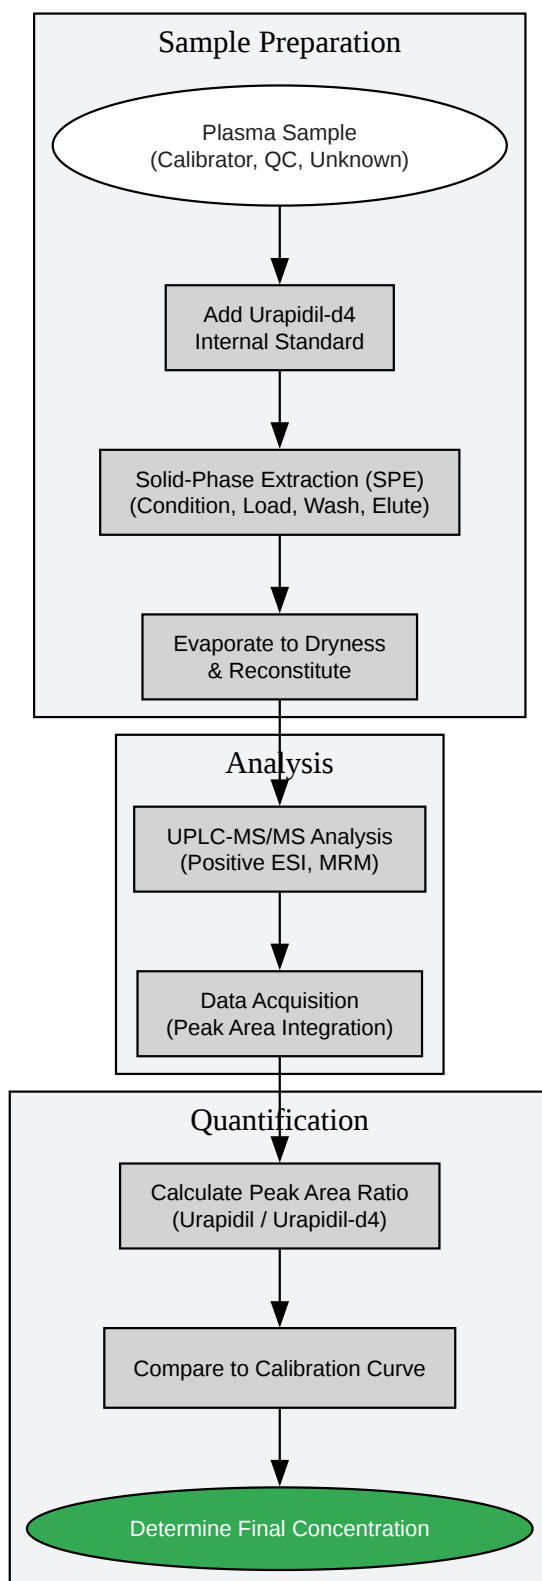 Sample Preparation
Plasma Sample
(Calibrator, QC, Unknown)
Add Urapidil-d4
Internal Standard
Solid-Phase Extraction (SPE)
(Condition, Load, Wash, Elute)
Evaporate to Dryness
& Reconstitute
Analysis
UPLC-MS/MS Analysis
(Positive ESI, MRM)
Data Acquisition
(Peak Area Integration)
Quantification
Calculate Peak Area Ratio
(Urapidil / Urapidil-d4)
Compare to Calibration Curve
Determine Final Concentration